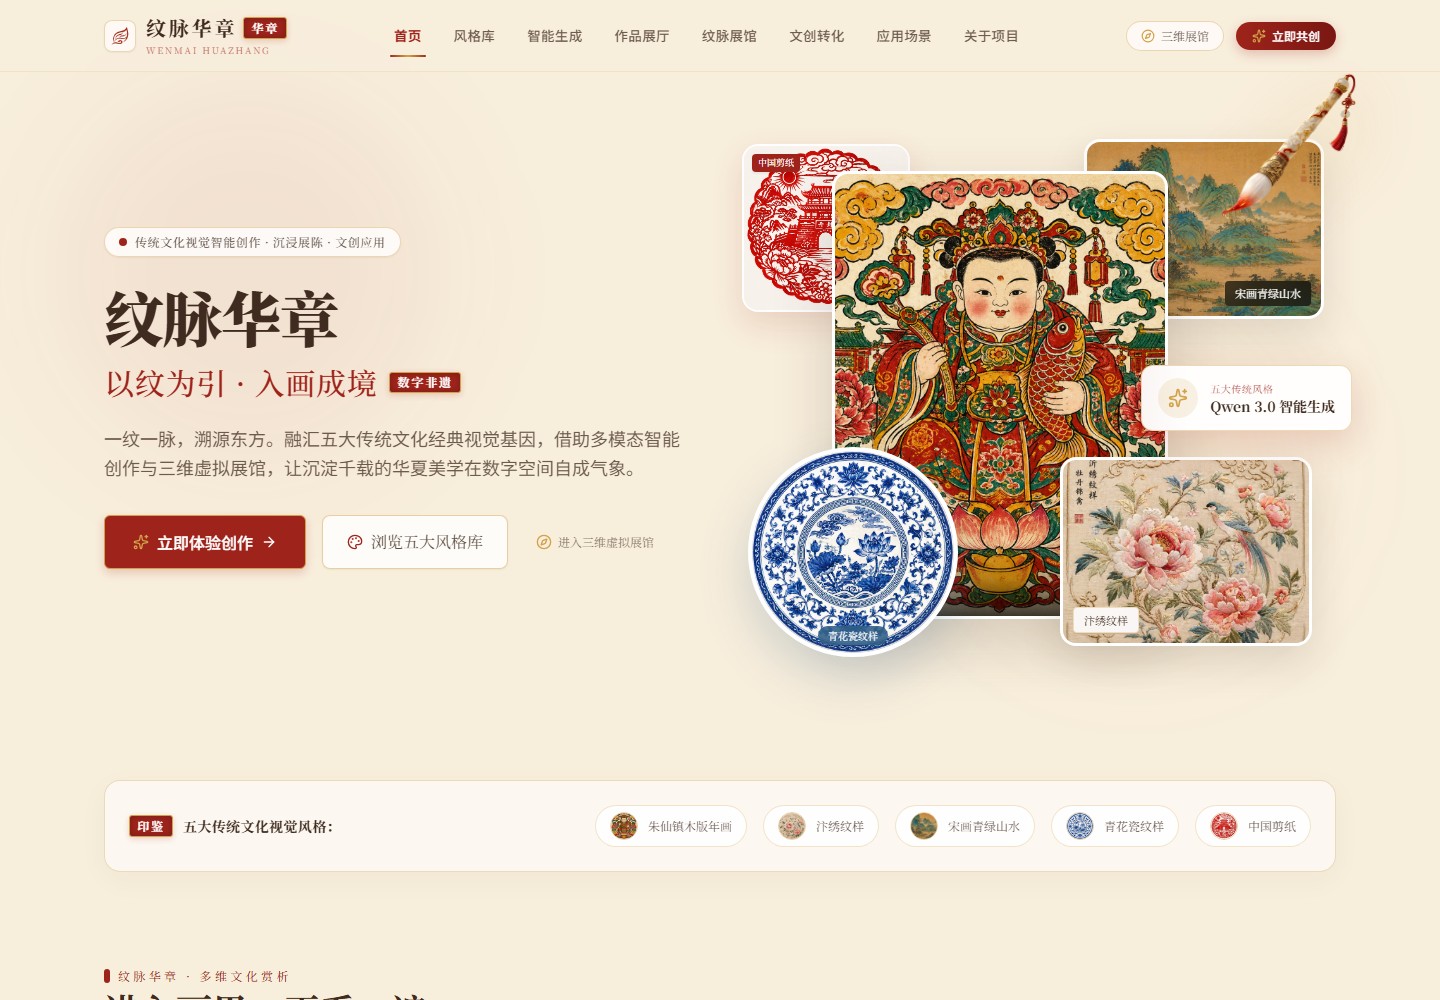 纹脉华章 华章
WENMAI HUAZHANG
首页 风格库 智能生成 作品展厅 纹脉展馆 文创转化 应用场景 关于项目
三维展馆 立即共创
传统文化视觉智能创作 · 沉浸展陈 · 文创应用
纹脉华章
以纹为引 · 入画成境 数字非遗
一纹一脉，溯源东方。融汇五大传统文化经典视觉基因，借助多模态智能
创作与三维虚拟展馆，让沉淀千载的华夏美学在数字空间自成气象。
立即体验创作
浏览五大风格库
进入三维虚拟展馆
中国剪纸
宋画青绿山水
五大传统风格
Qwen 3.0 智能生成
青花瓷纹样
汴绣纹样
印鉴 五大传统文化视觉风格：
朱仙镇木版年画 汴绣纹样 宋画青绿山水 青花瓷纹样 中国剪纸
纹脉华章 · 多维文化赏析